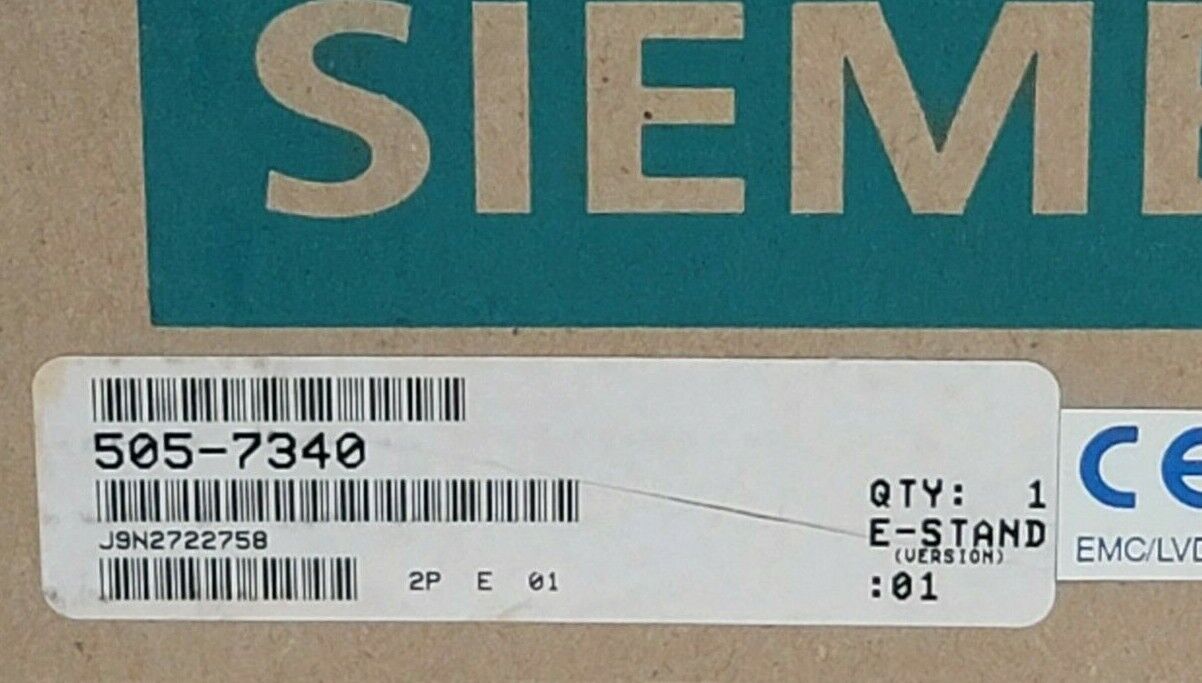 SIEME
505-7340
J9N2722758
2P E 01
QTY: 1
E-STAND
(VERSION)
:01
CE
EMC/LVD